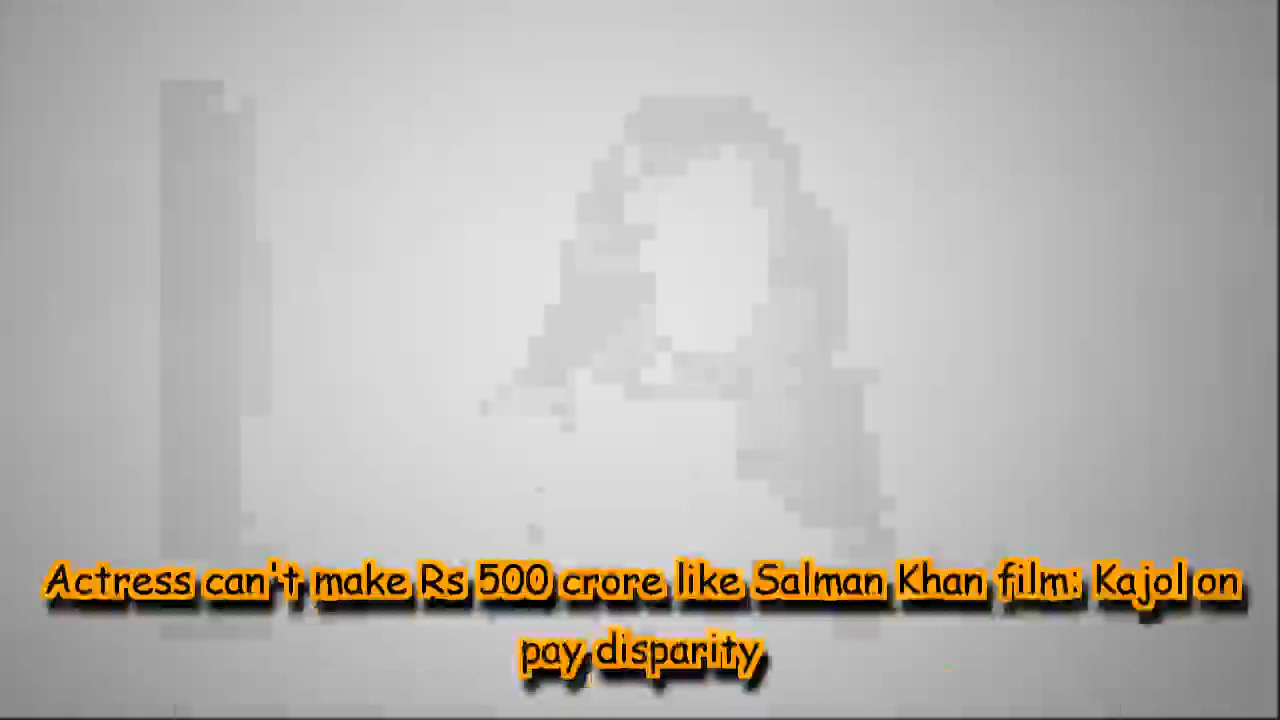 Actress can't make Rs 500 crore like Salman Khan film: Kajol on
pay disparity